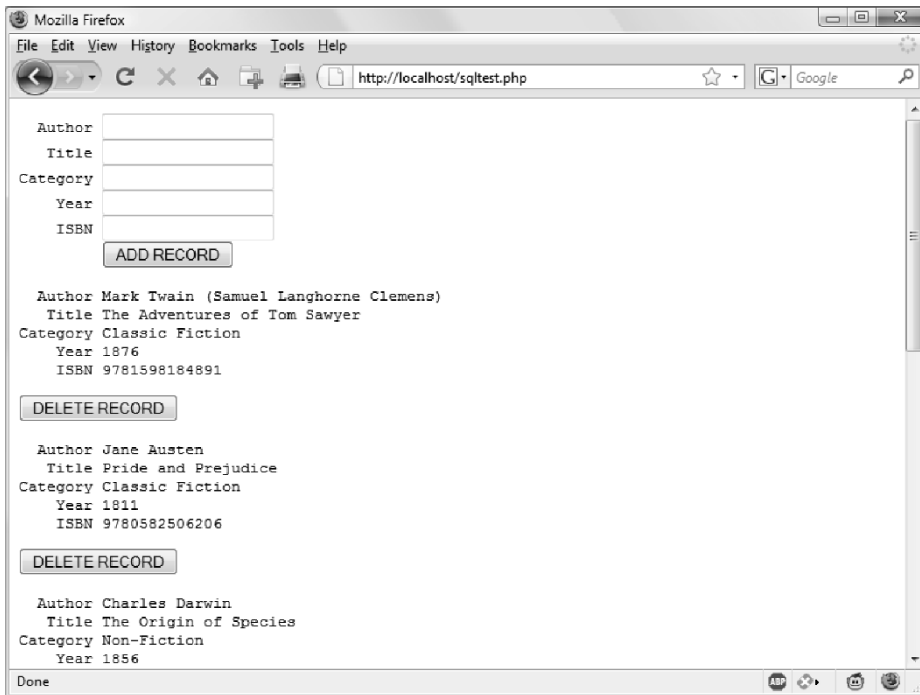 Mozilla Firefox
File Edit View History Bookmarks Tools Help
http://localhost/sqltest.php
G Google
Author
Title
Category
Year
ISBN
ADD RECORD
Author Mark Twain (Samuel Langhorne Clemens)
Title The Adventures of Tom Sawyer
Category Classic Fiction
Year 1876
ISBN 9781598184891
DELETE RECORD
Author Jane Austen
Title Pride and Prejudice
Category Classic Fiction
Year 1811
ISBN 9780582506206
DELETE RECORD
Author Charles Darwin
Title The Origin of Species
Category Non-Fiction
Year 1856
Done
ABP